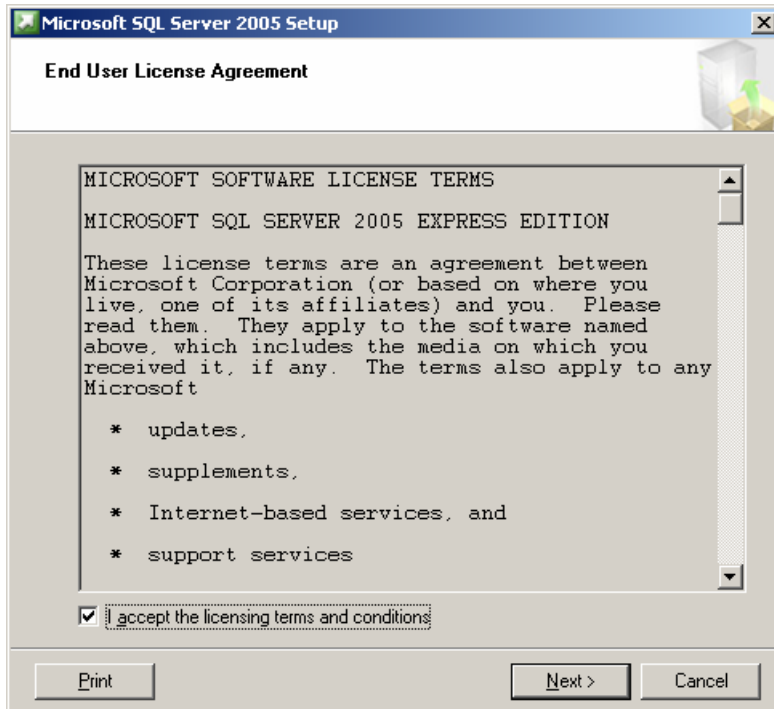 Microsoft SQL Server 2005 Setup
End User License Agreement
MICROSOFT SOFTWARE LICENSE TERMS
MICROSOFT SQL SERVER 2005 EXPRESS EDITION
These license terms are an agreement between
Microsoft Corporation (or based on where you
live, one of its affiliates) and you.  Please
read them.  They apply to the software named
above, which includes the media on which you
received it, if any.  The terms also apply to any
Microsoft
*  updates,
*  supplements,
*  Internet-based services, and
*  support services
I accept the licensing terms and conditions
Print
Next >
Cancel